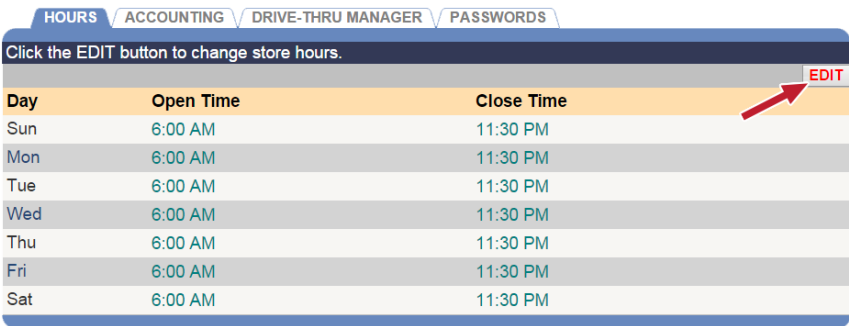 HOURS ACCOUNTING DRIVE-THRU MANAGER PASSWORDS
Click the EDIT button to change store hours.
EDIT
Day Open Time Close Time
Sun 6:00 AM 11:30 PM
Mon 6:00 AM 11:30 PM
Tue 6:00 AM 11:30 PM
Wed 6:00 AM 11:30 PM
Thu 6:00 AM 11:30 PM
Fri 6:00 AM 11:30 PM
Sat 6:00 AM 11:30 PM